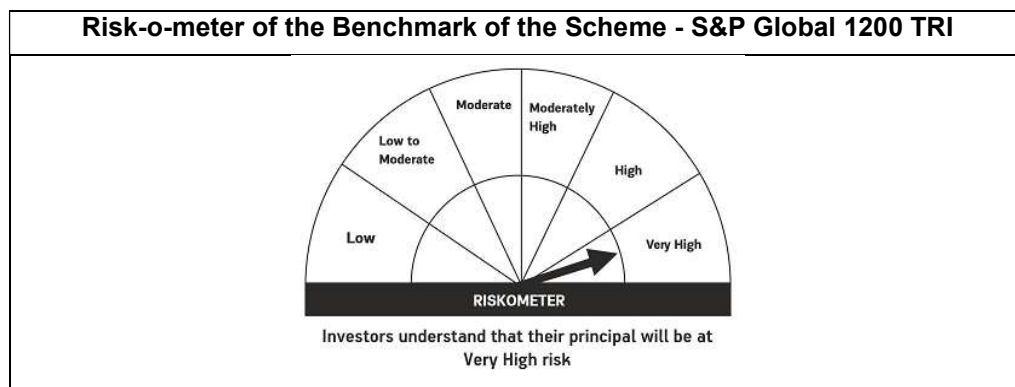 Risk-o-meter of the Benchmark of the Scheme - S&P Global 1200 TRI
Moderate
Moderately
High
Low to
Moderate
High
Low
Very High
RISKOMETER
Investors understand that their principal will be at
Very High risk